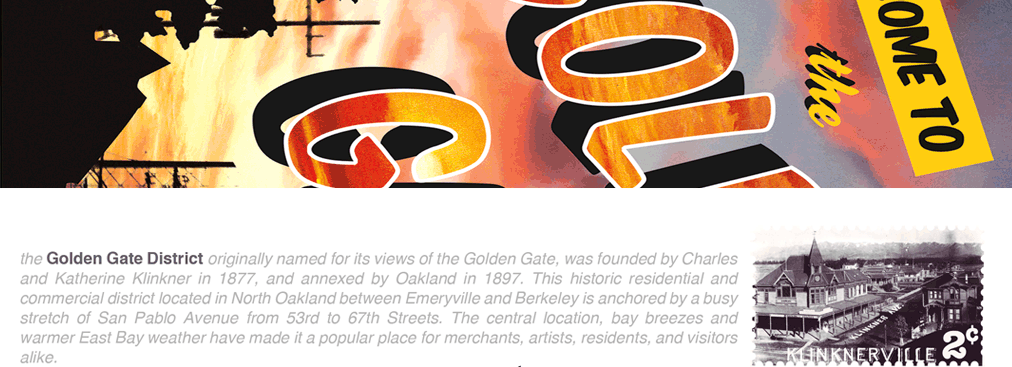 OME TO
the
GOL
the Golden Gate District originally named for its views of the Golden Gate, was founded by Charles
and Katherine Klinkner in 1877, and annexed by Oakland in 1897. This historic residential and
commercial district located in North Oakland between Emeryville and Berkeley is anchored by a busy
stretch of San Pablo Avenue from 53rd to 67th Streets. The central location, bay breezes and
warmer East Bay weather have made it a popular place for merchants, artists, residents, and visitors
alike.
KLINKNERVILLE 2¢